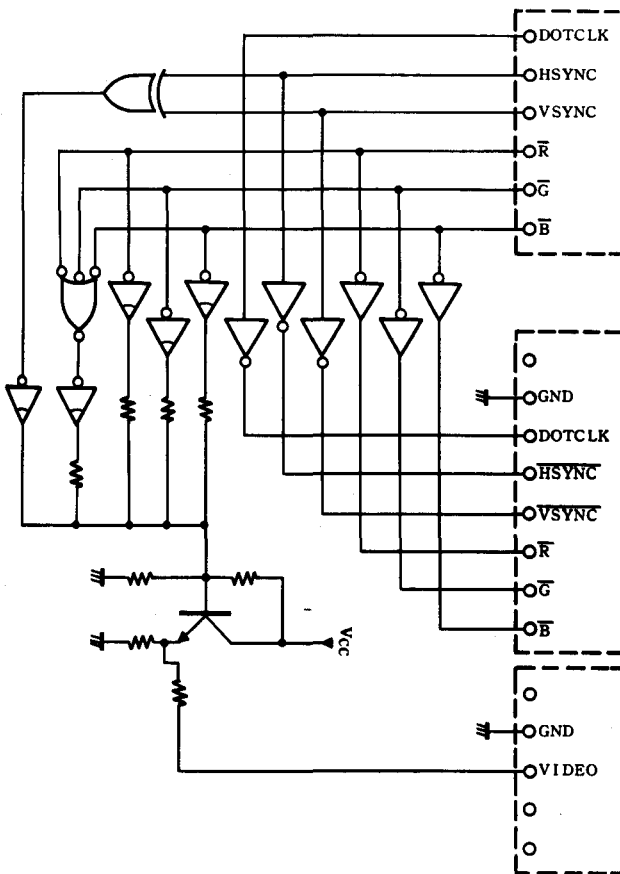 DOTCLK
HSYNC
VSYNC
R̅
G̅
B̅
GND
DOTCLK
H̅S̅Y̅N̅C̅
V̅S̅Y̅N̅C̅
R̅
G̅
B̅
Vcc
GND
VIDEO